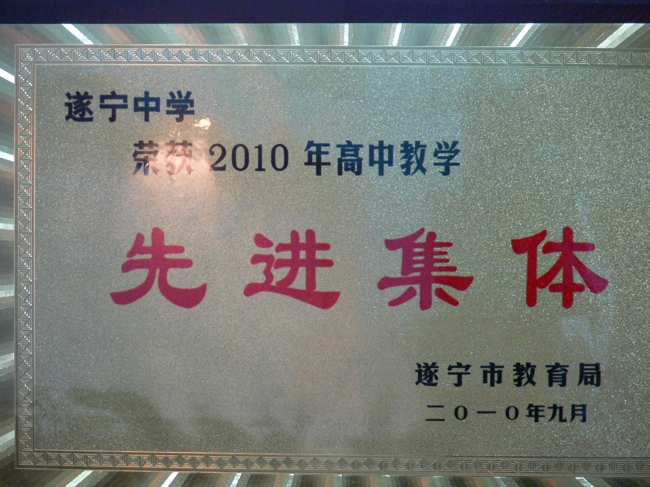 遂宁中学
荣获 2010 年高中教学
先进集体
遂宁市教育局
二〇一〇年九月